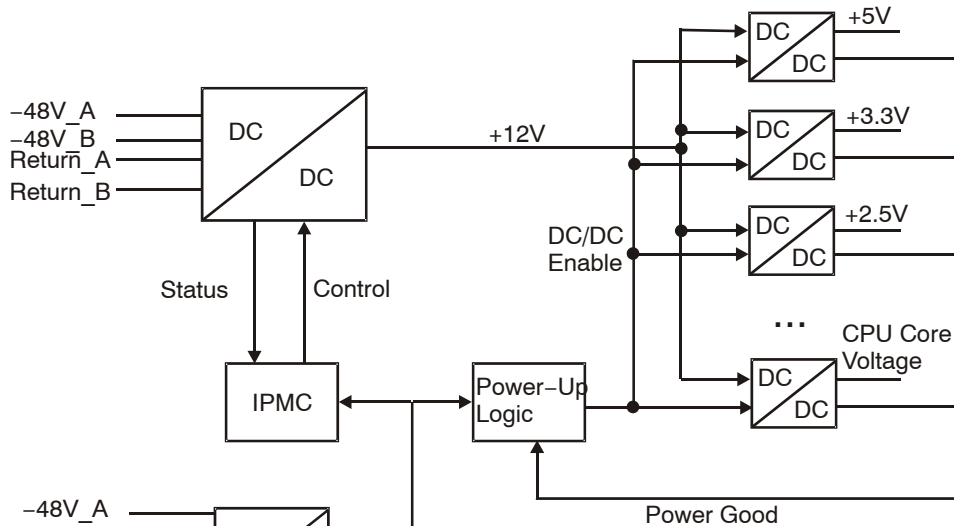 −48V_A
−48V_B
Return_A
Return_B
DC
DC
+12V
DC
DC
+5V
DC
DC
+3.3V
DC
DC
+2.5V
DC/DC
Enable
Status
Control
...
CPU Core
Voltage
DC
DC
IPMC
Power−Up
Logic
−48V_A
Power Good